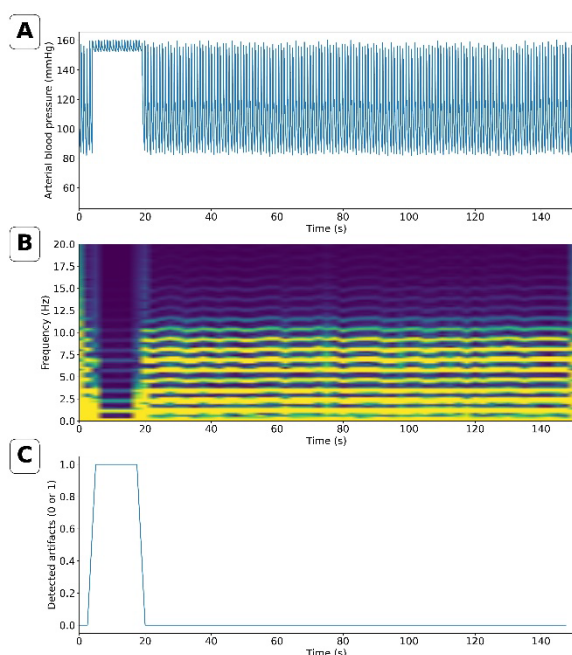 A
Arterial blood pressure (mmHg)
160
140
120
100
80
60
0 20 40 60 80 100 120 140
Time (s)
B
Frequency (Hz)
20.0
17.5
15.0
12.5
10.0
7.5
5.0
2.5
0.0
0 20 40 60 80 100 120 140
Time (s)
C
Detected artifacts (0 or 1)
1.0
0.8
0.6
0.4
0.2
0.0
0 20 40 60 80 100 120 140
Time (s)